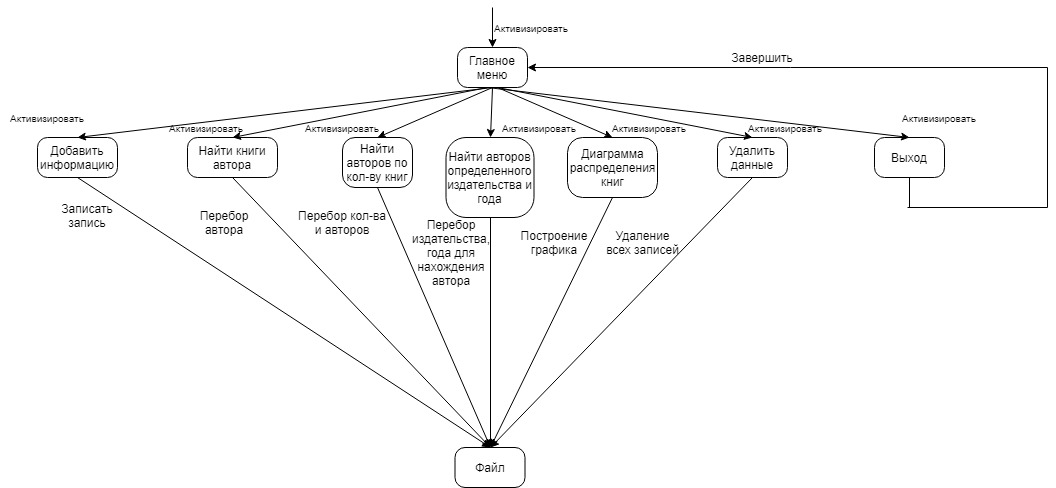 Активизировать
Главное
меню
Завершить
Активизировать
Активизировать
Активизировать
Активизировать
Активизировать
Активизировать
Активизировать
Добавить
информацию
Найти книги
автора
Найти
авторов по
кол-ву книг
Найти авторов
определенного
издательства и
года
Диаграмма
распределения
книг
Удалить
данные
Выход
Записать
запись
Перебор
автора
Перебор кол-ва
и авторов
Перебор
издательства,
года для
нахождения
автора
Построение
графика
Удаление
всех записей
Файл